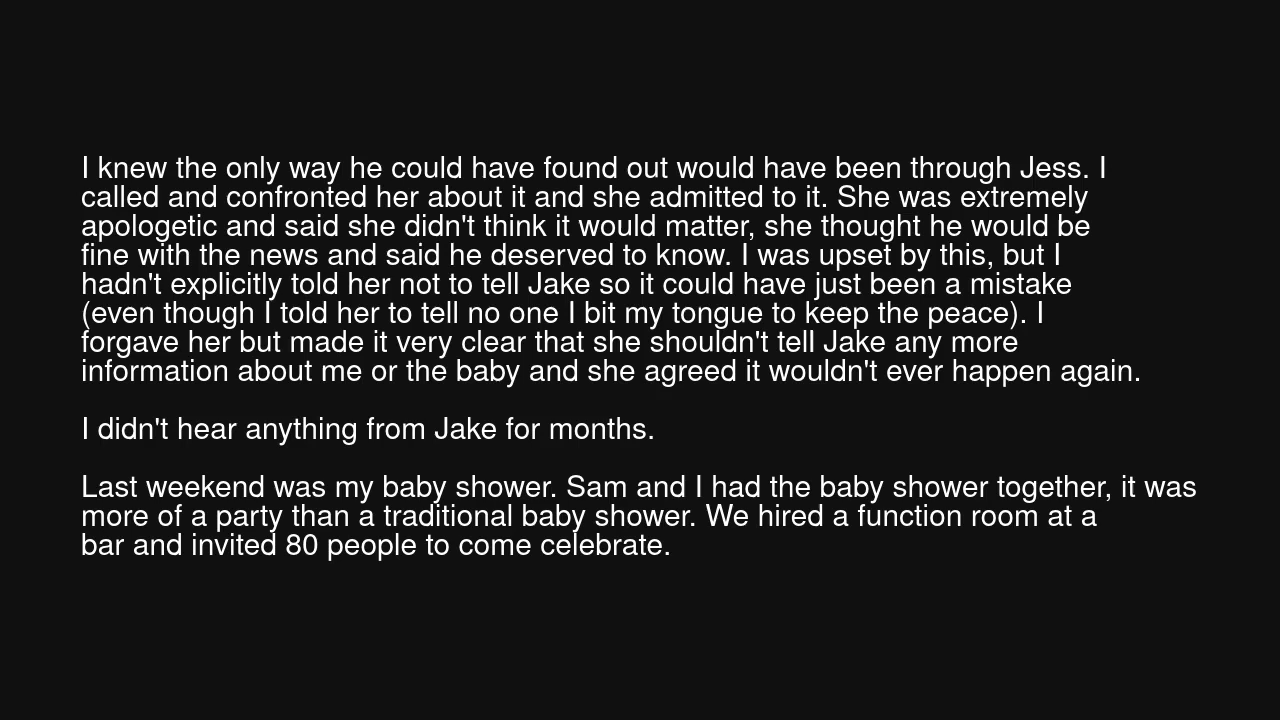 I knew the only way he could have found out would have been through Jess. I
called and confronted her about it and she admitted to it. She was extremely
apologetic and said she didn't think it would matter, she thought he would be
fine with the news and said he deserved to know. I was upset by this, but I
hadn't explicitly told her not to tell Jake so it could have just been a mistake
(even though I told her to tell no one I bit my tongue to keep the peace). I
forgave her but made it very clear that she shouldn't tell Jake any more
information about me or the baby and she agreed it wouldn't ever happen again.
I didn't hear anything from Jake for months.
Last weekend was my baby shower. Sam and I had the baby shower together, it was
more of a party than a traditional baby shower. We hired a function room at a
bar and invited 80 people to come celebrate.